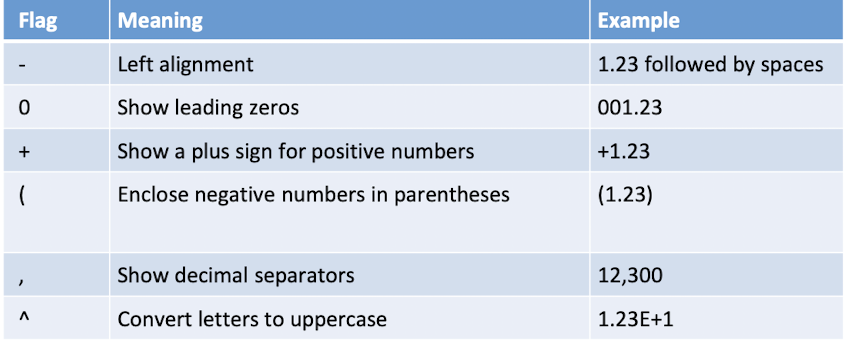 Flag Meaning Example
- Left alignment 1.23 followed by spaces
0 Show leading zeros 001.23
+ Show a plus sign for positive numbers +1.23
( Enclose negative numbers in parentheses (1.23)
, Show decimal separators 12,300
^ Convert letters to uppercase 1.23E+1